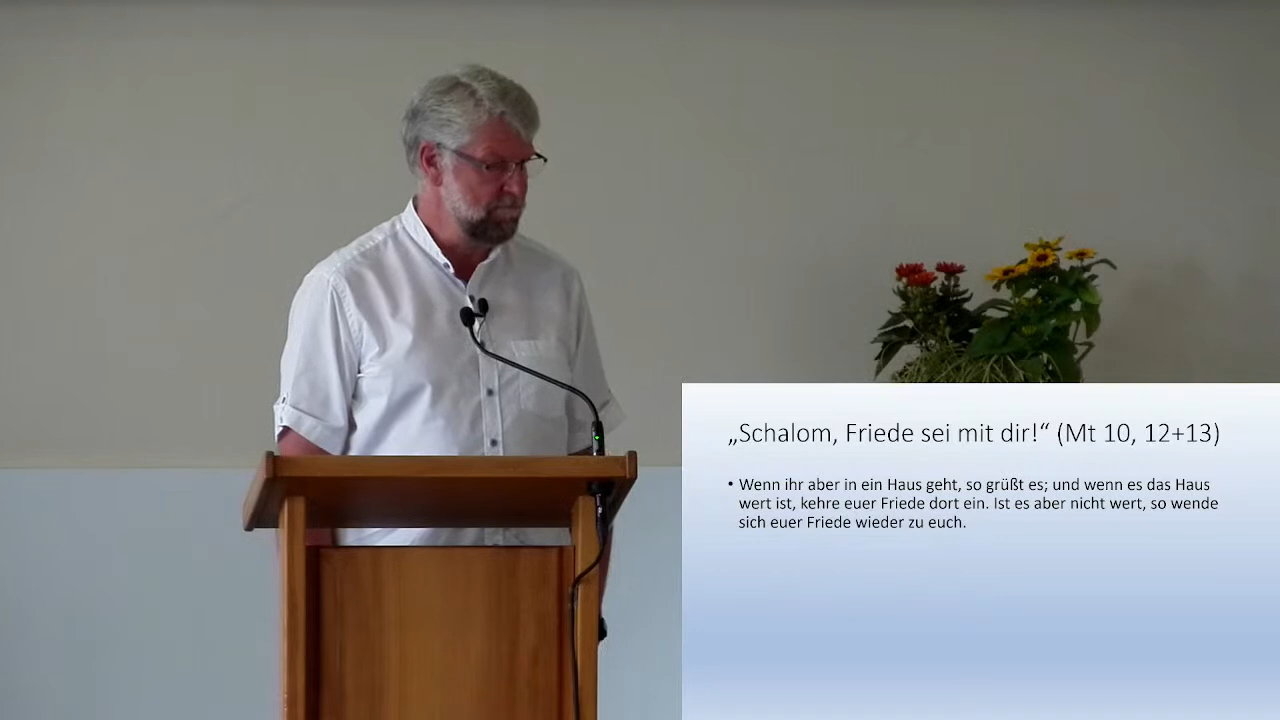 „Schalom, Friede sei mit dir!“ (Mt 10, 12+13)
• Wenn ihr aber in ein Haus geht, so grüßt es; und wenn es das Haus
wert ist, kehre euer Friede dort ein. Ist es aber nicht wert, so wende
sich euer Friede wieder zu euch.